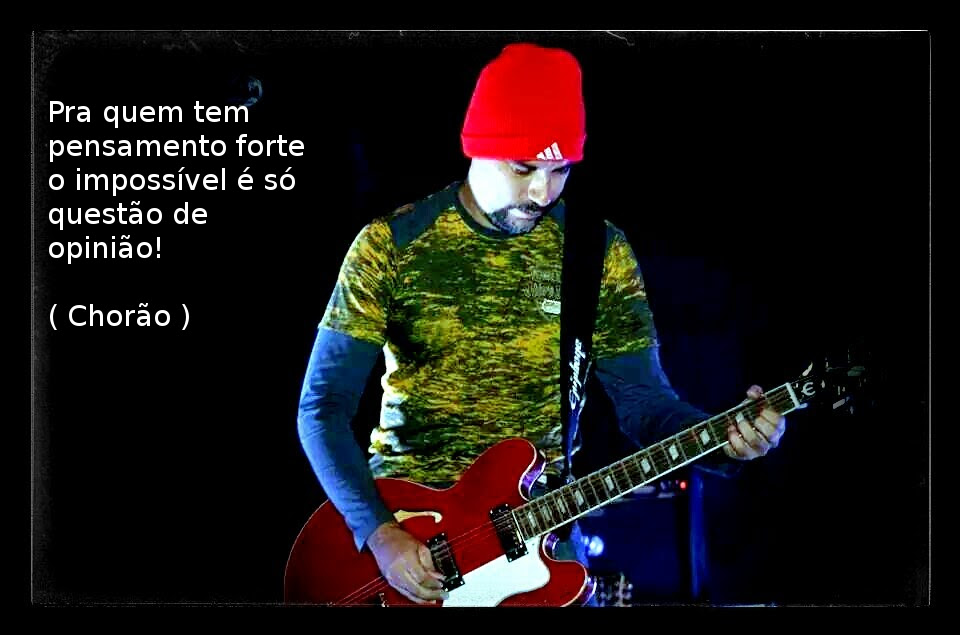 Pra quem tem
pensamento forte
o impossível é só
questão de
opinião!
( Chorão )